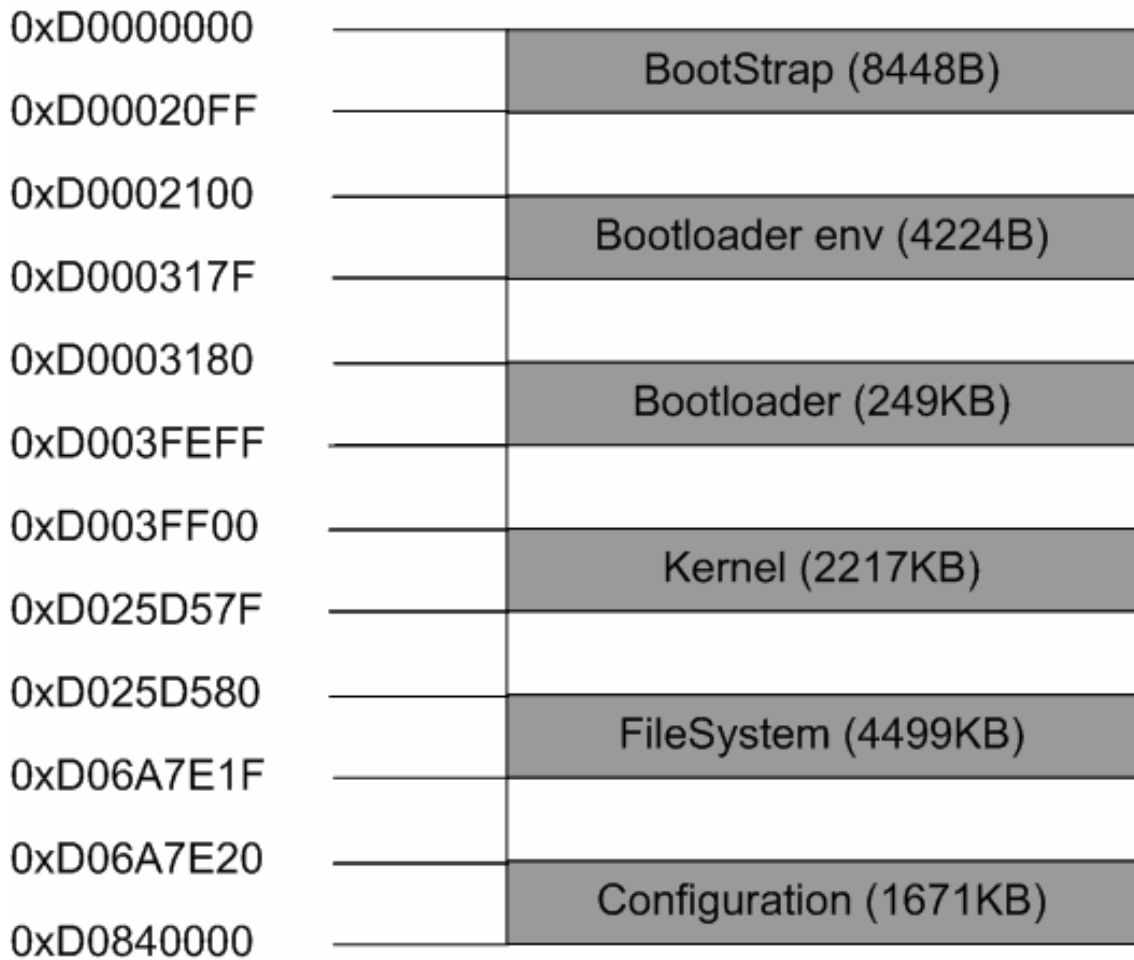 0xD0000000
BootStrap (8448B)
0xD00020FF
0xD0002100
Bootloader env (4224B)
0xD000317F
0xD0003180
Bootloader (249KB)
0xD003FEFF
0xD003FF00
Kernel (2217KB)
0xD025D57F
0xD025D580
FileSystem (4499KB)
0xD06A7E1F
0xD06A7E20
Configuration (1671KB)
0xD0840000